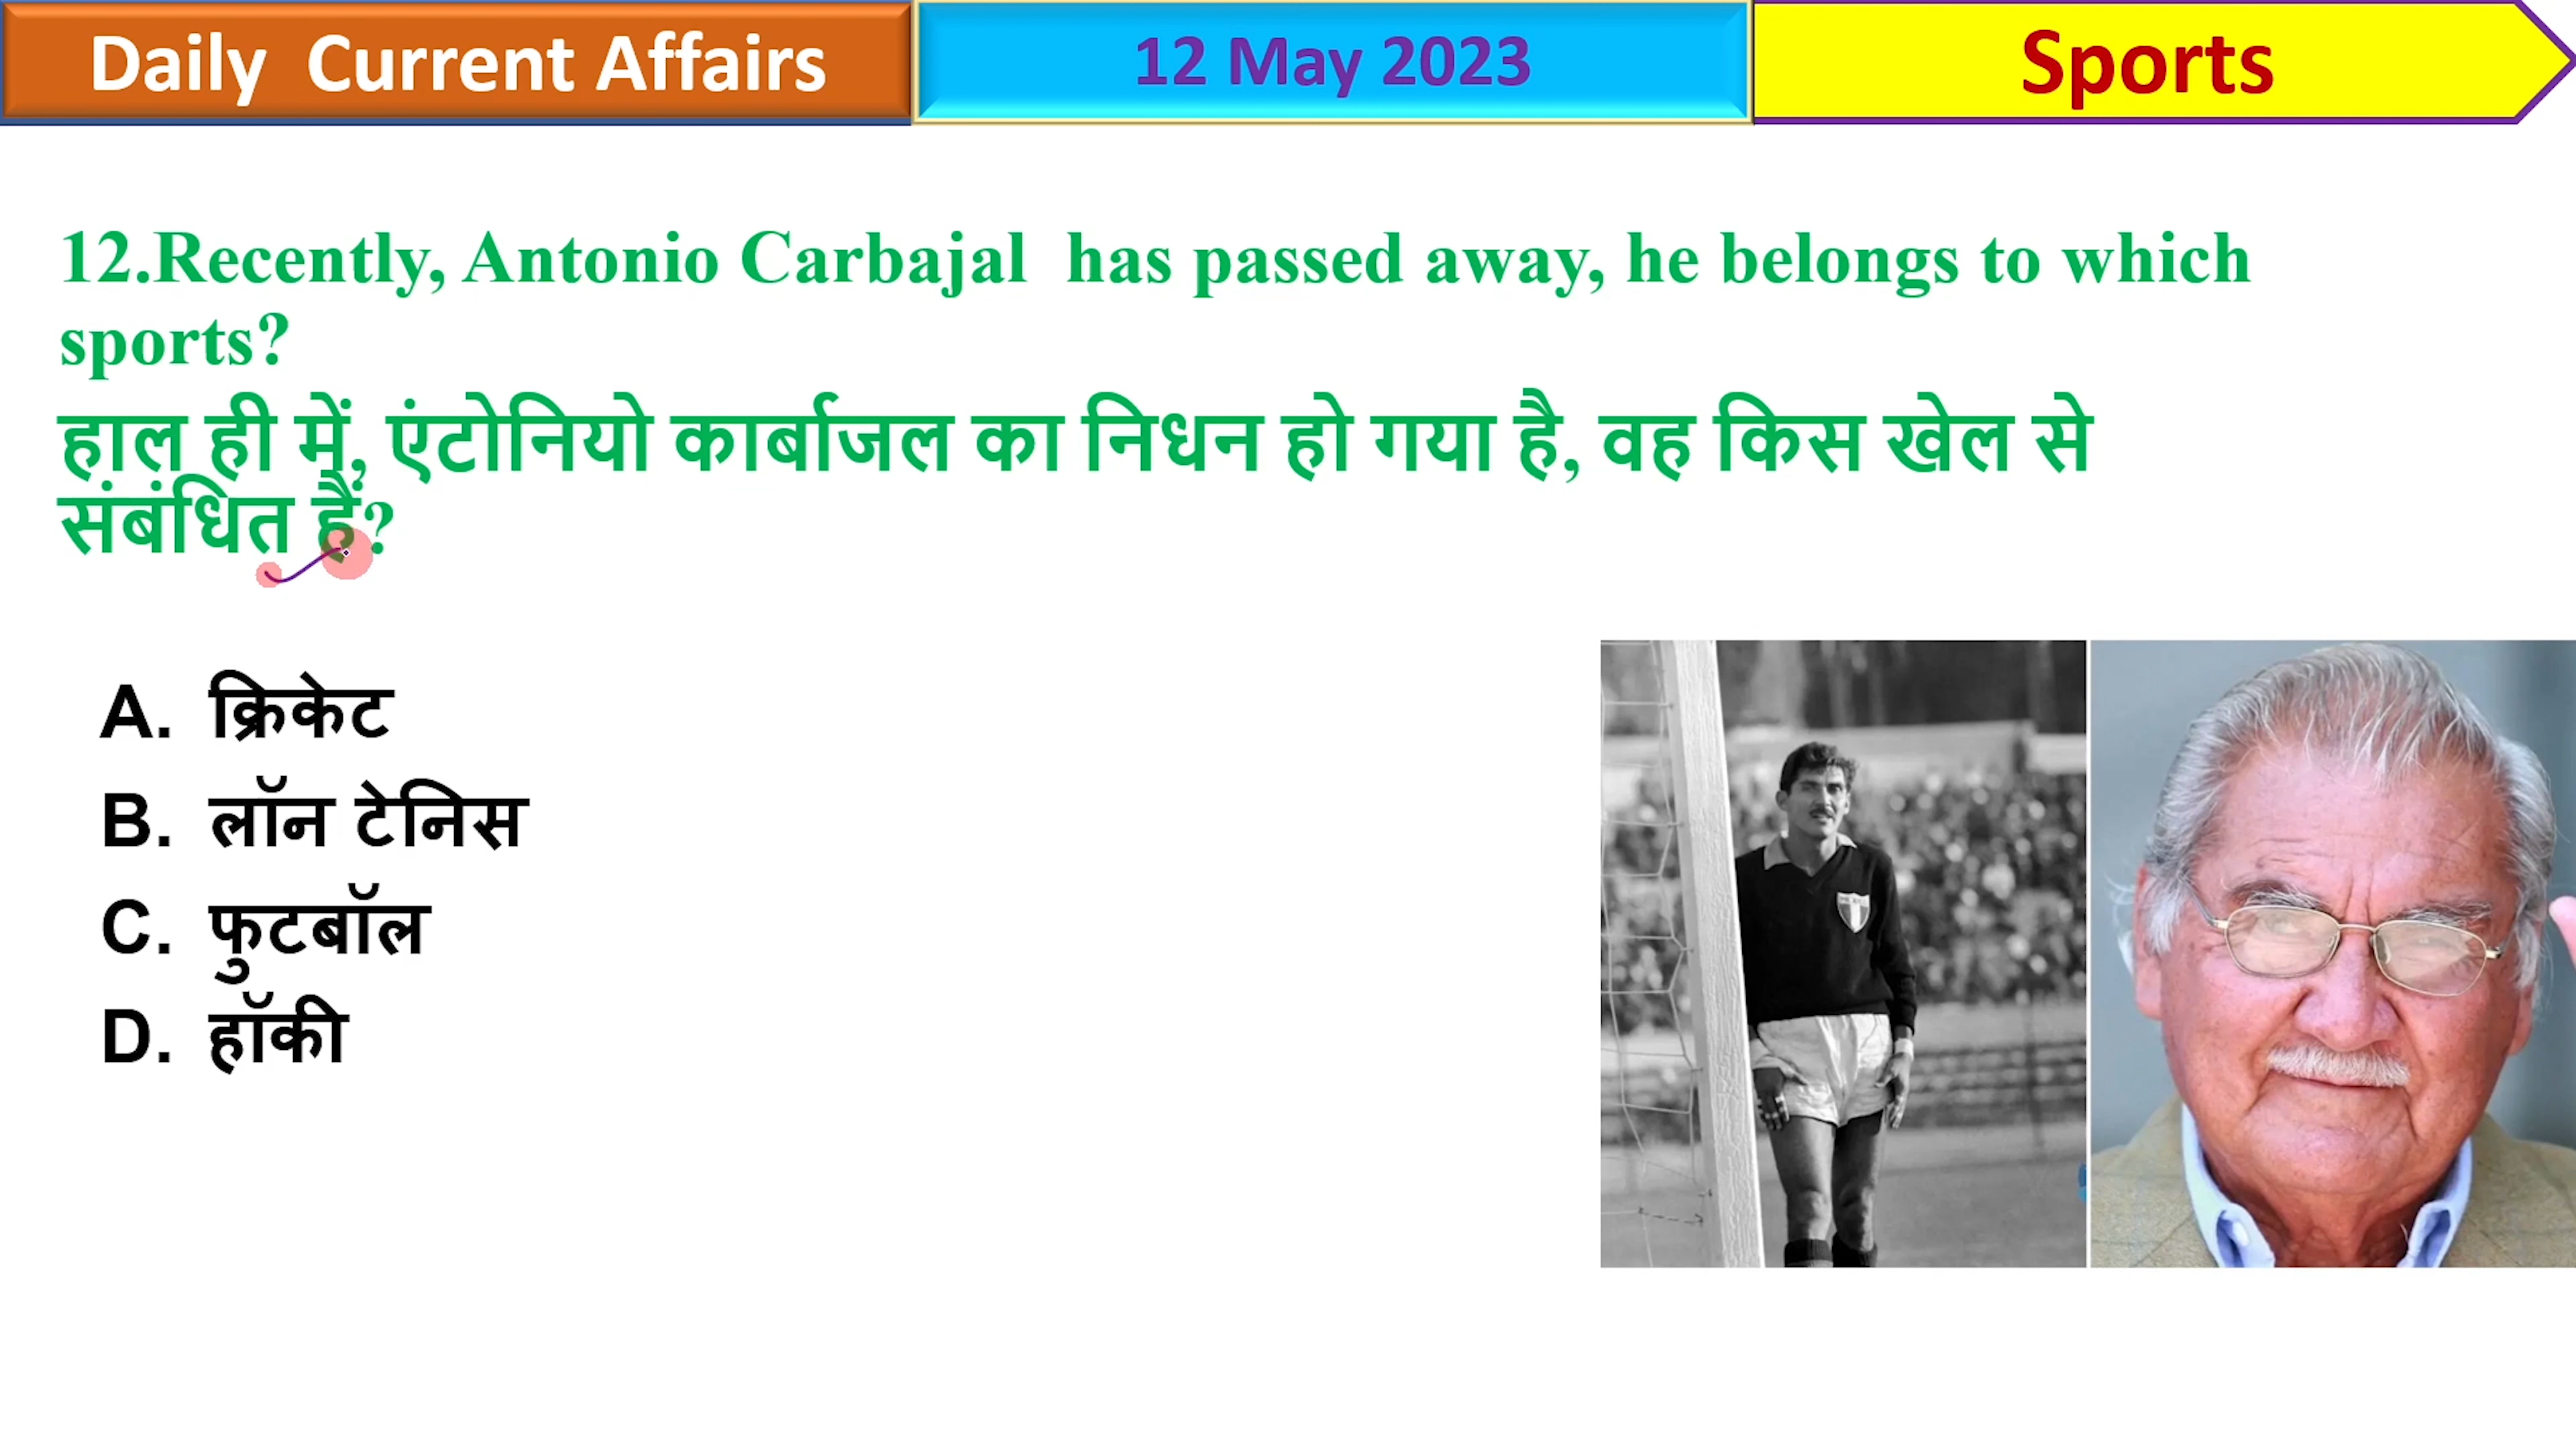 Daily Current Affairs
12 May 2023
Sports
12.Recently, Antonio Carbajal has passed away, he belongs to which
sports?
हाल ही में, एंटोनियो कार्बाजल का निधन हो गया है, वह किस खेल से
संबंधित हैं?
A. क्रिकेट
B. लॉन टेनिस
C. फुटबॉल
D. हॉकी